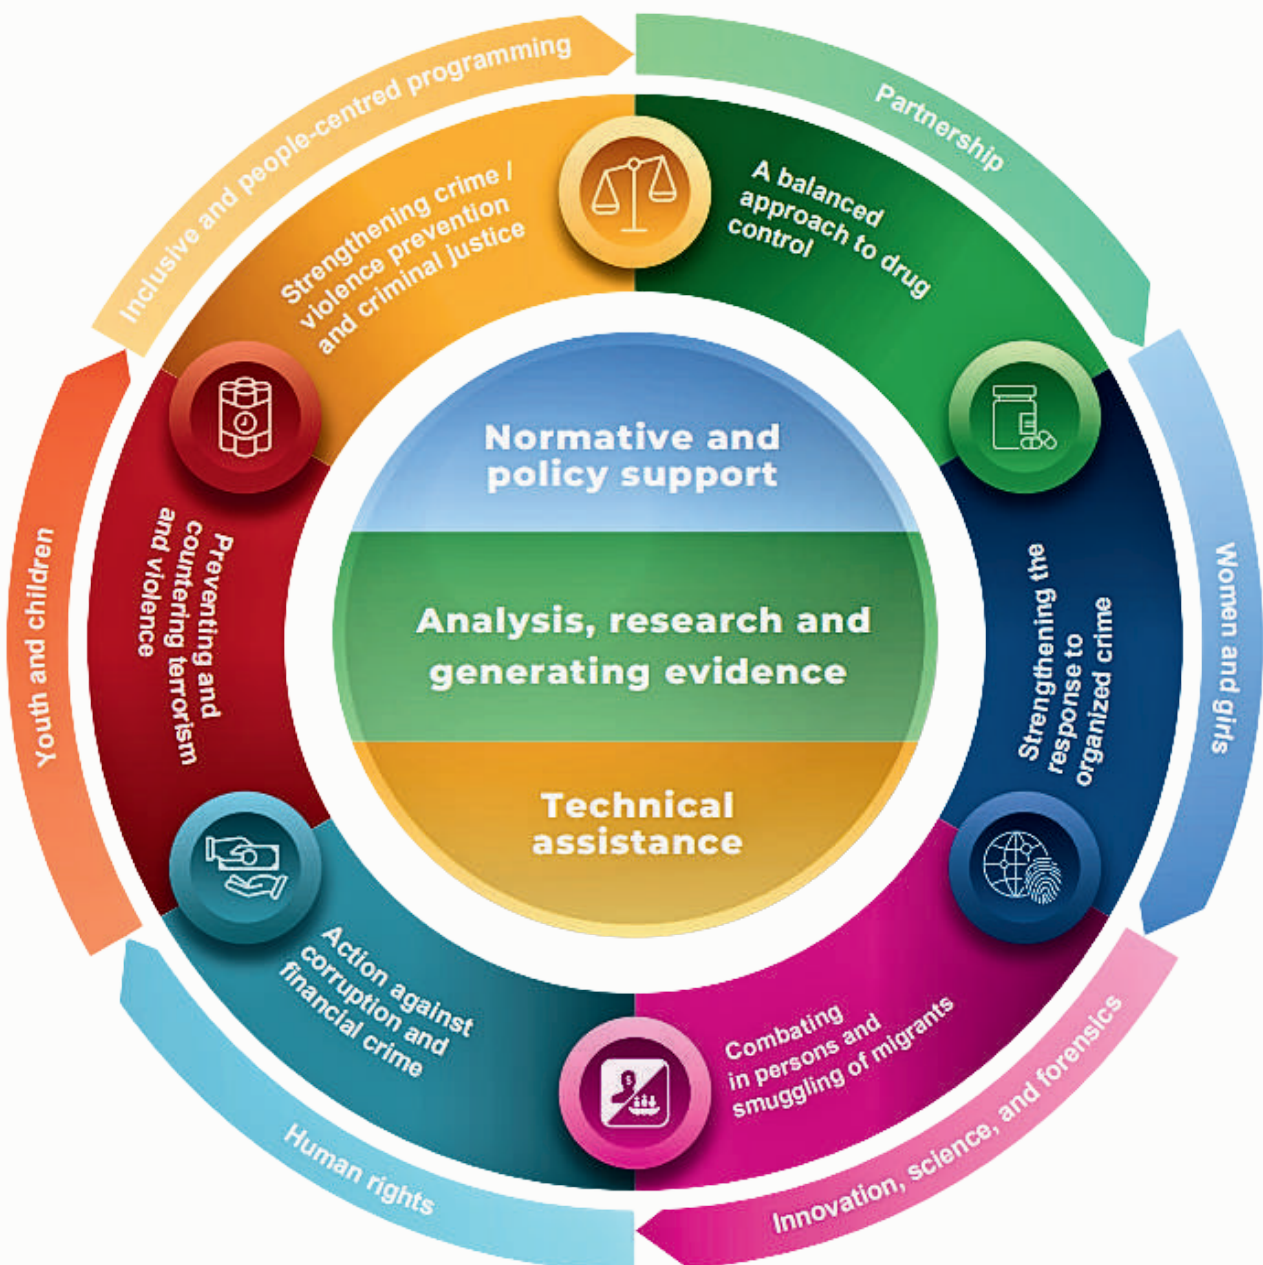 Inclusive and people-centred programming
Partnership
Women and girls
Innovation, science, and forensics
Human rights
Youth and children
Strengthening crime /
violence prevention
and criminal justice
A balanced
approach to drug
control
Strengthening the
response to
organized crime
Combating
in persons and
smuggling of migrants
Action against
corruption and
financial crime
Preventing and
countering terrorism
and violence
Normative and
policy support
Analysis, research and
generating evidence
Technical
assistance